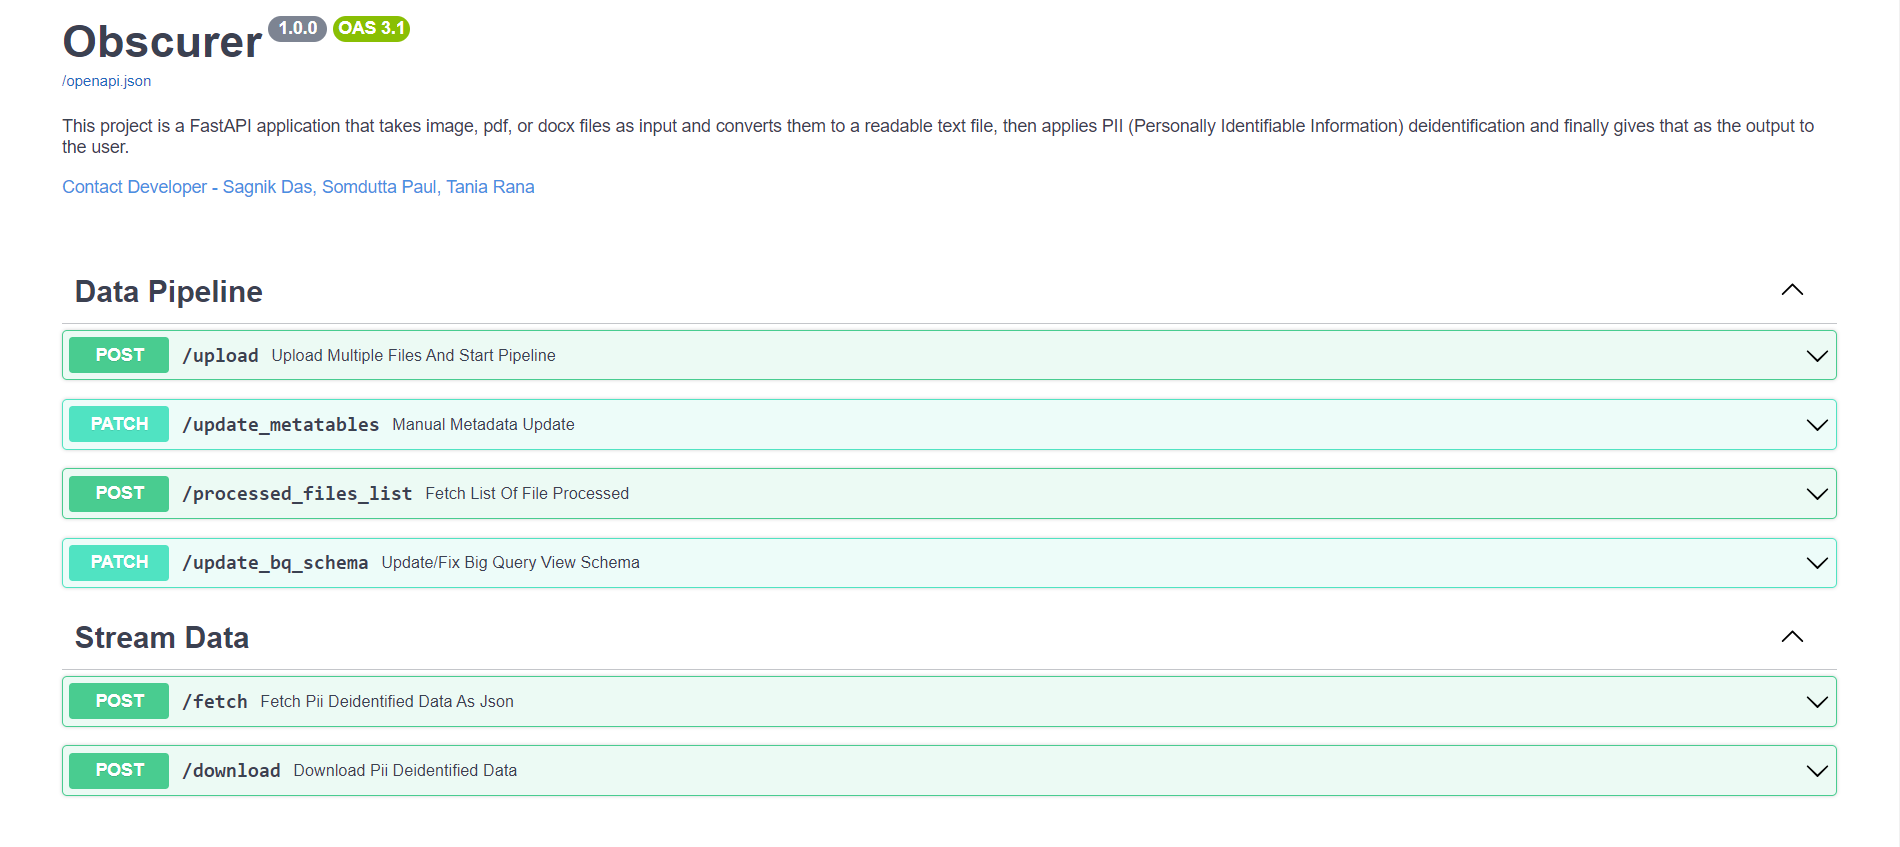 Obscurer 1.0.0 OAS 3.1
/openapi.json
This project is a FastAPI application that takes image, pdf, or docx files as input and converts them to a readable text file, then applies PII (Personally Identifiable Information) deidentification and finally gives that as the output to
the user.
Contact Developer - Sagnik Das, Somdutta Paul, Tania Rana
Data Pipeline
POST /upload Upload Multiple Files And Start Pipeline
PATCH /update_metatables Manual Metadata Update
POST /processed_files_list Fetch List Of File Processed
PATCH /update_bq_schema Update/Fix Big Query View Schema
Stream Data
POST /fetch Fetch Pii Deidentified Data As Json
POST /download Download Pii Deidentified Data